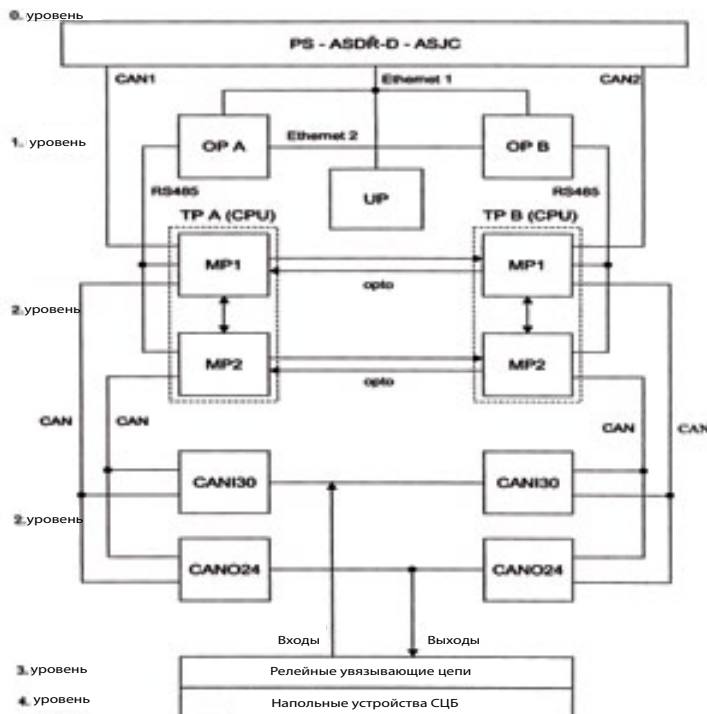 0. уровень
PS - ASDŘ-D - ASJC
CAN1
Ethernet 1
CAN2
1. уровень
OP A
Ethernet 2
OP B
RS485
UP
RS485
TP A (CPU)
TP B (CPU)
MP1
MP1
opto
2.уровень
MP2
MP2
opto
CAN
CAN
CAN
CAN
CANI30
CANI30
2.уровень
CANO24
CANO24
Входы
Выходы
3. уровень
Релейные увязывающие цепи
4. уровень
Напольные устройства СЦБ